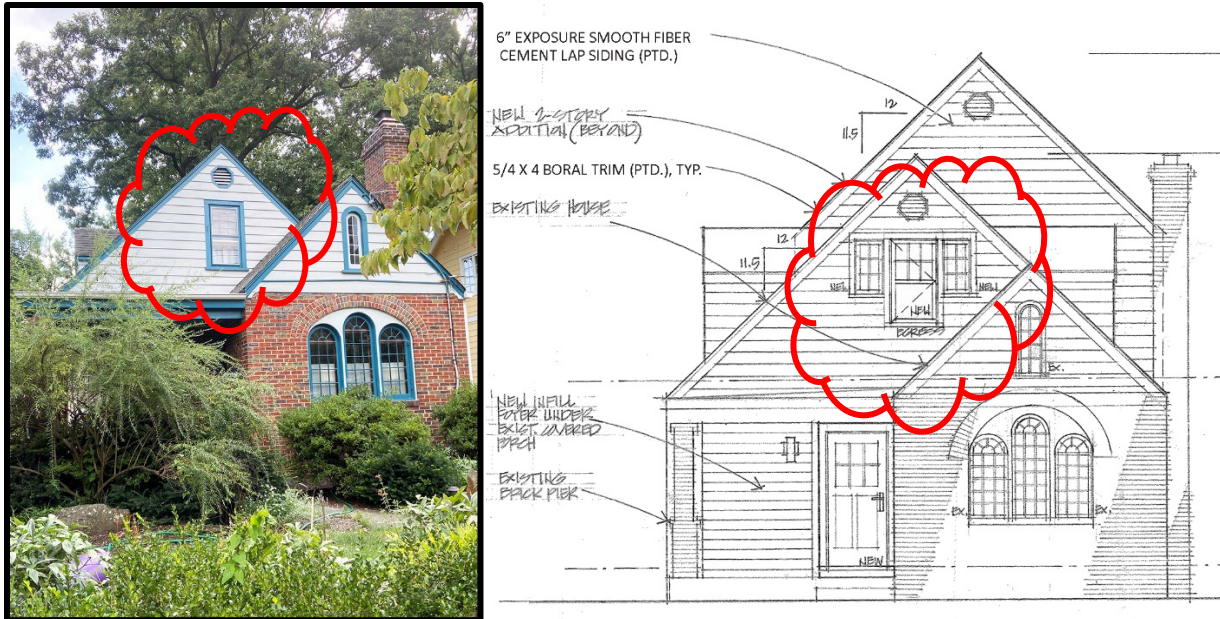 6" EXPOSURE SMOOTH FIBER
CEMENT LAP SIDING (PTD.)
12
11.5
NEW 2-STORY
ADDITION (BEYOND)
5/4 X 4 BORAL TRIM (PTD.), TYP.
EXISTING HOUSE
12
11.5
NEW
NEW
NEW
EGRESS
EX.
NEW INFILL
FOYER UNDER
EXIST. COVERED
PORCH
EXISTING
BRICK PIER
EX.
EX.
NEW